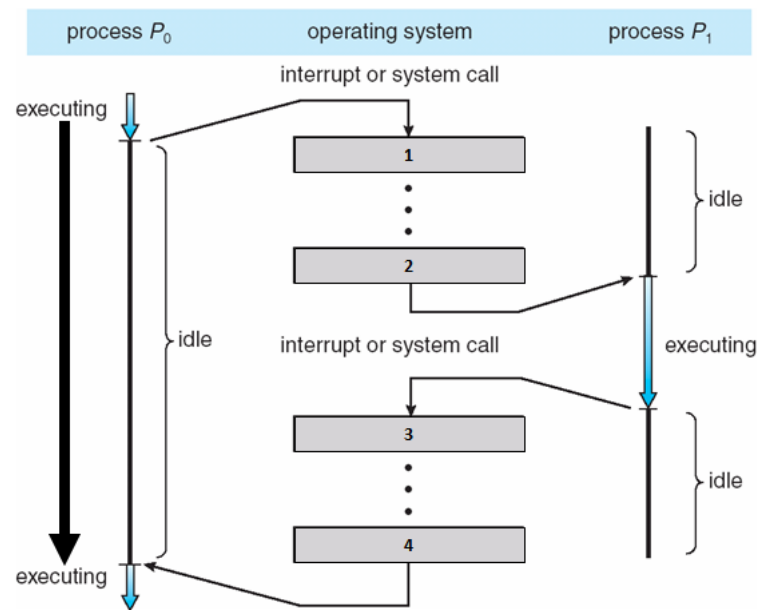 process P₀ operating system process P₁
interrupt or system call
executing
1
idle
2
idle
interrupt or system call
executing
3
idle
4
executing